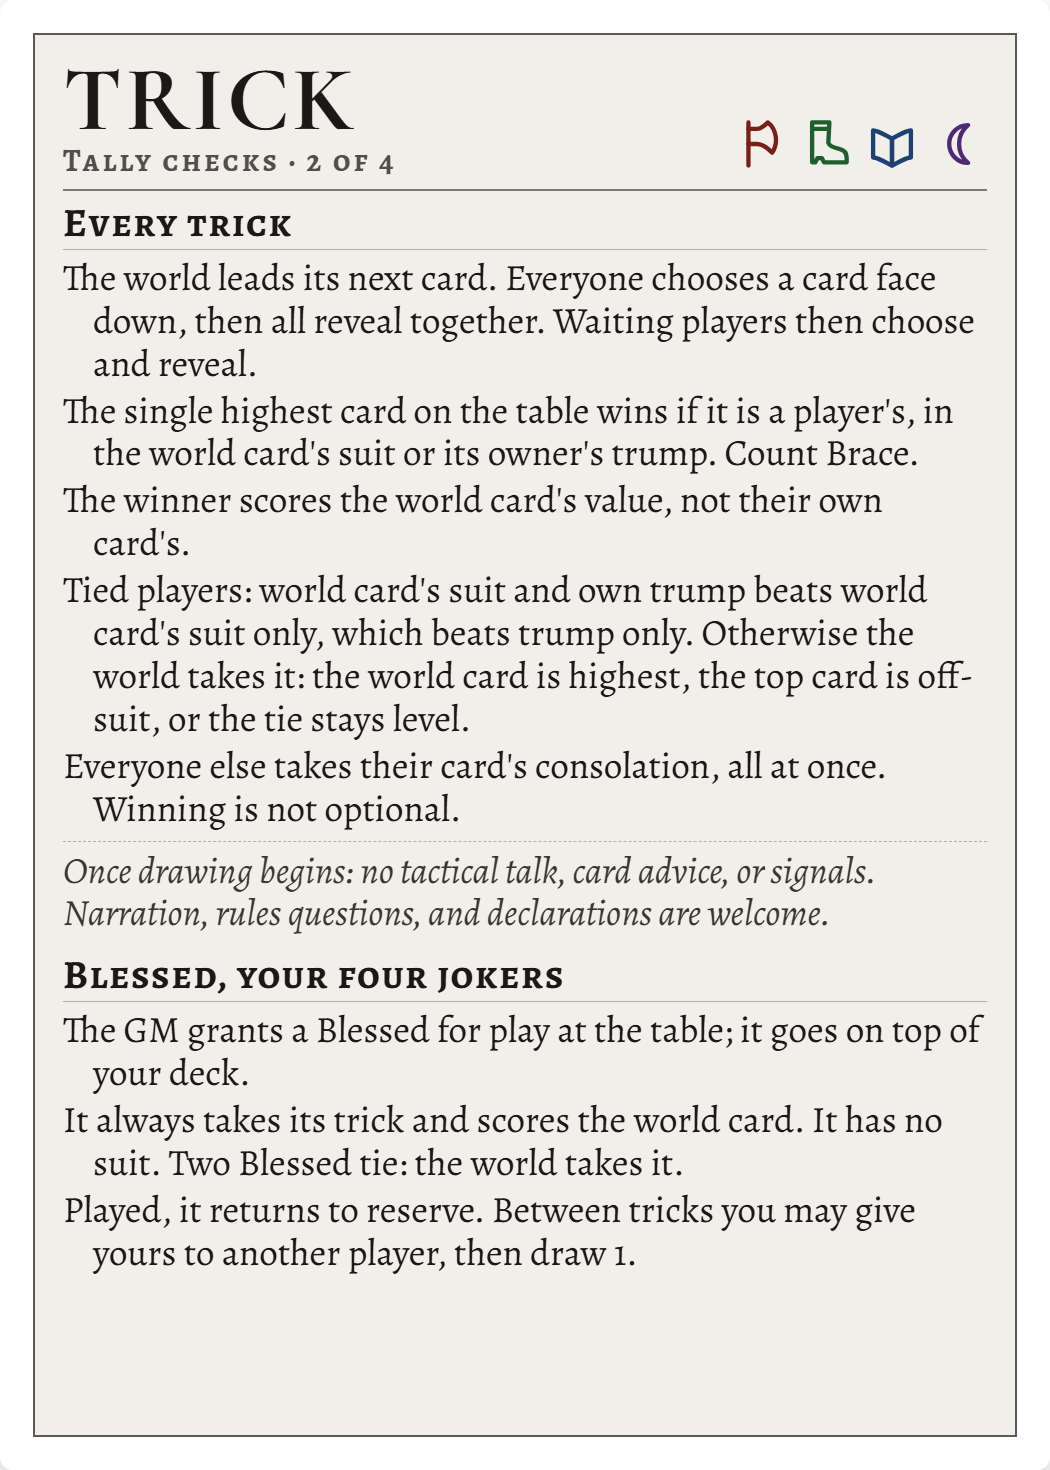 TRICK
TALLY CHECKS · 2 OF 4
EVERY TRICK
The world leads its next card. Everyone chooses a card face
down, then all reveal together. Waiting players then choose
and reveal.
The single highest card on the table wins if it is a player's, in
the world card's suit or its owner's trump. Count Brace.
The winner scores the world card's value, not their own
card's.
Tied players: world card's suit and own trump beats world
card's suit only, which beats trump only. Otherwise the
world takes it: the world card is highest, the top card is off-
suit, or the tie stays level.
Everyone else takes their card's consolation, all at once.
Winning is not optional.
Once drawing begins: no tactical talk, card advice, or signals.
Narration, rules questions, and declarations are welcome.
BLESSED, YOUR FOUR JOKERS
The GM grants a Blessed for play at the table; it goes on top of
your deck.
It always takes its trick and scores the world card. It has no
suit. Two Blessed tie: the world takes it.
Played, it returns to reserve. Between tricks you may give
yours to another player, then draw 1.